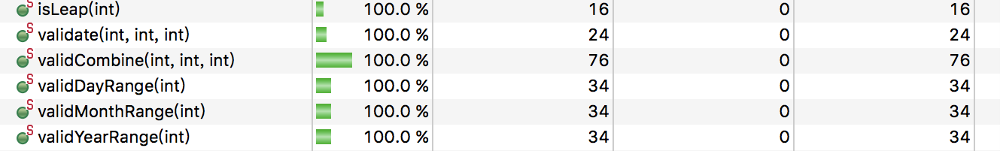 S isLeap(int) 100.0 % 16 0 16
S validate(int, int, int) 100.0 % 24 0 24
S validCombine(int, int, int) 100.0 % 76 0 76
S validDayRange(int) 100.0 % 34 0 34
S validMonthRange(int) 100.0 % 34 0 34
S validYearRange(int) 100.0 % 34 0 34